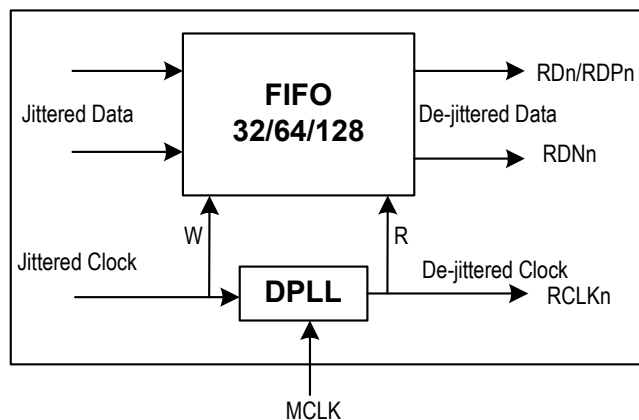 Jittered Data
FIFO
32/64/128
De-jittered Data
RDn/RDPn
RDNn
W
R
Jittered Clock
DPLL
De-jittered Clock
RCLKn
MCLK